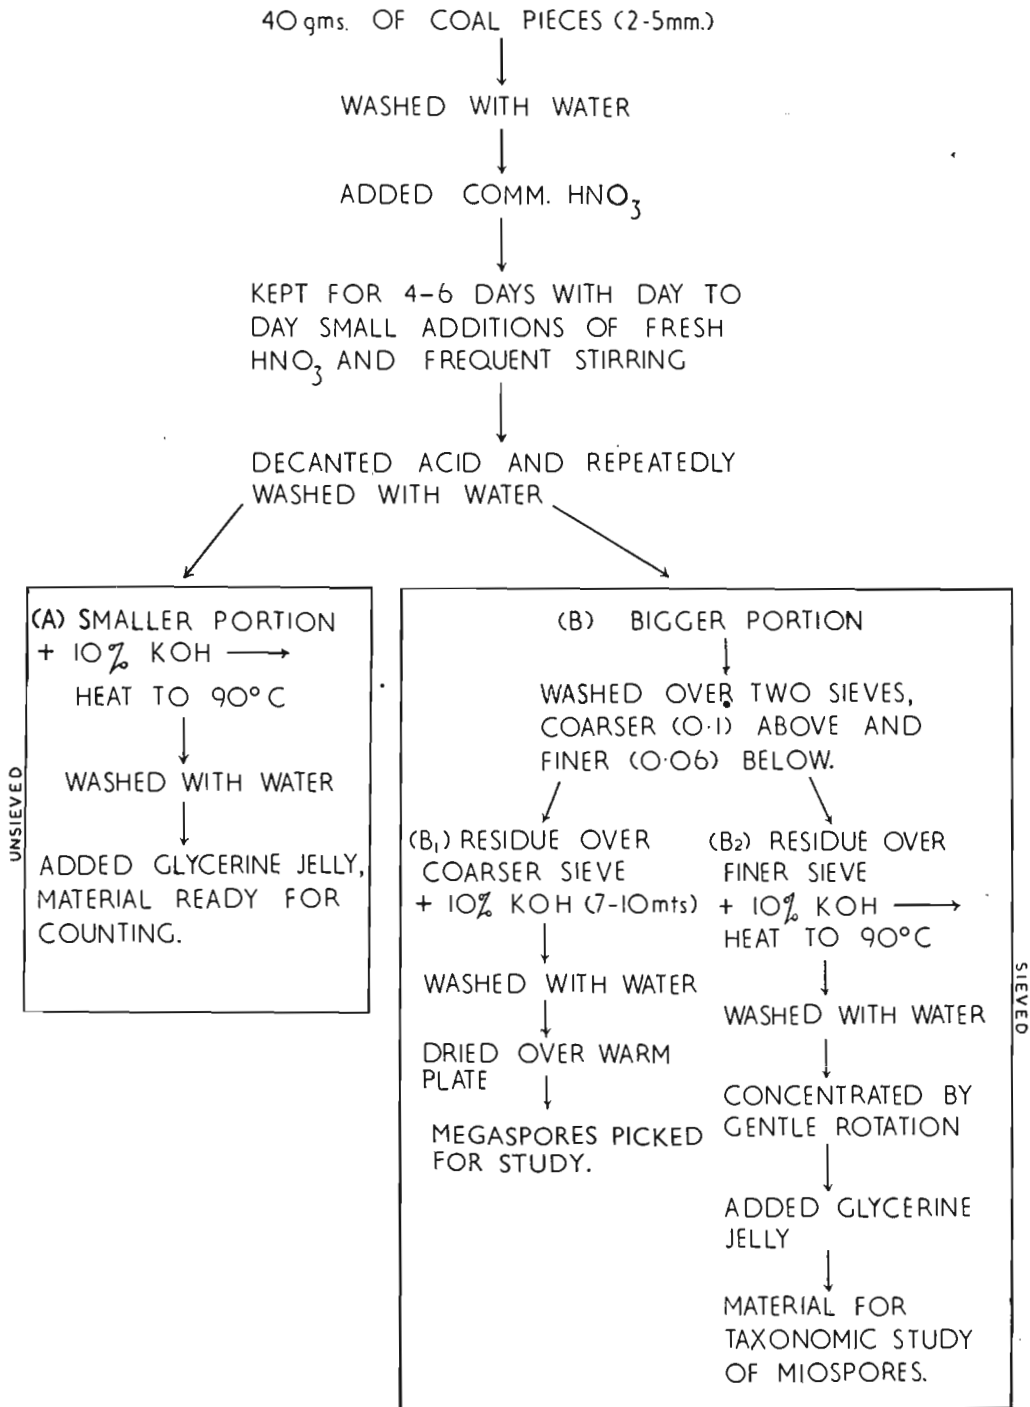 40 gms. OF COAL PIECES (2-5mm.)
WASHED WITH WATER
ADDED COMM. HNO₃
KEPT FOR 4-6 DAYS WITH DAY TO
DAY SMALL ADDITIONS OF FRESH
HNO₃ AND FREQUENT STIRRING
DECANTED ACID AND REPEATEDLY
WASHED WITH WATER
UNSIEVED
(A) SMALLER PORTION
+ 10% KOH ⟶
HEAT TO 90°C
WASHED WITH WATER
ADDED GLYCERINE JELLY,
MATERIAL READY FOR
COUNTING.
SIEVED
(B) BIGGER PORTION
WASHED OVER TWO SIEVES,
COARSER (0·1) ABOVE AND
FINER (0·06) BELOW.
(B₁) RESIDUE OVER
COARSER SIEVE
+ 10% KOH (7-10mts)
WASHED WITH WATER
DRIED OVER WARM
PLATE
MEGASPORES PICKED
FOR STUDY.
(B₂) RESIDUE OVER
FINER SIEVE
+ 10% KOH ⟶
HEAT TO 90°C
WASHED WITH WATER
CONCENTRATED BY
GENTLE ROTATION
ADDED GLYCERINE
JELLY
MATERIAL FOR
TAXONOMIC STUDY
OF MIOSPORES.